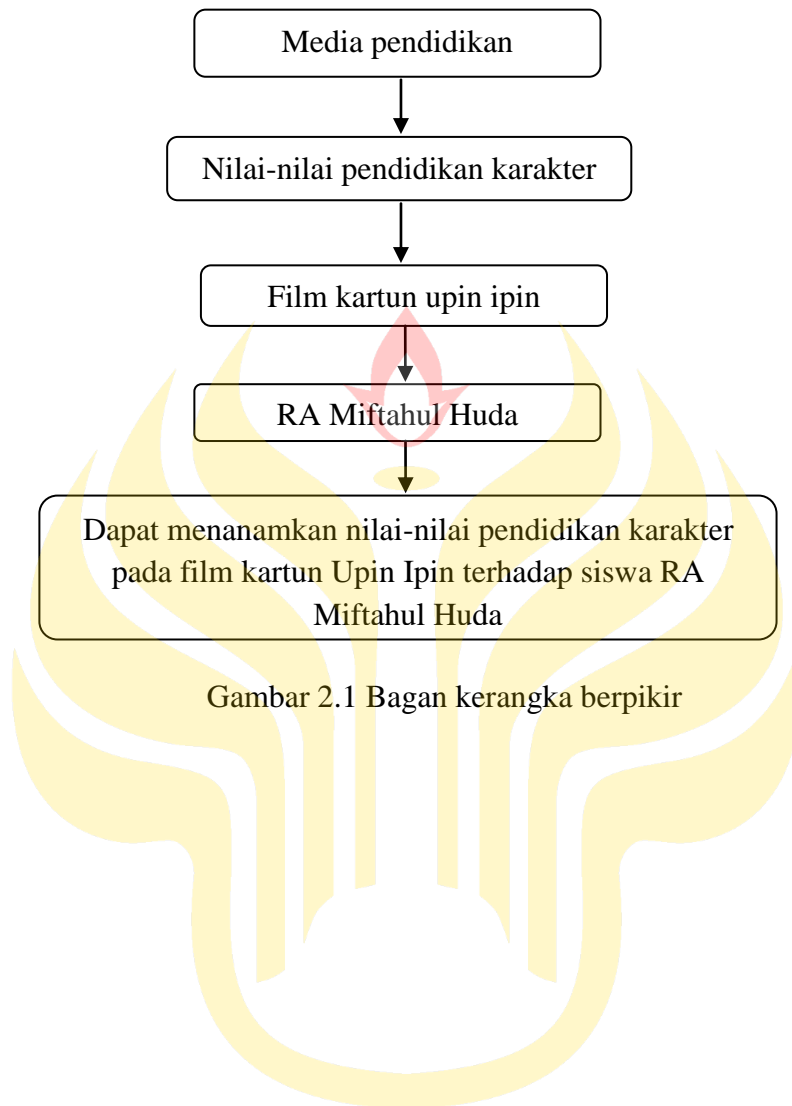 Media pendidikan
Nilai-nilai pendidikan karakter
Film kartun upin ipin
RA Miftahul Huda
Dapat menanamkan nilai-nilai pendidikan karakter
pada film kartun Upin Ipin terhadap siswa RA
Miftahul Huda
Gambar 2.1 Bagan kerangka berpikir